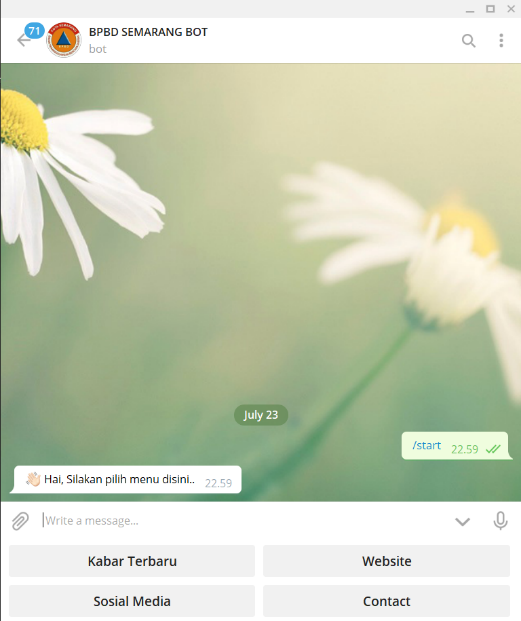 71
BPBD SEMARANG BOT
bot
July 23
/start 22.59
👋🏻 Hai, Silakan pilih menu disini.. 22.59
Write a message...
Kabar Terbaru
Website
Sosial Media
Contact